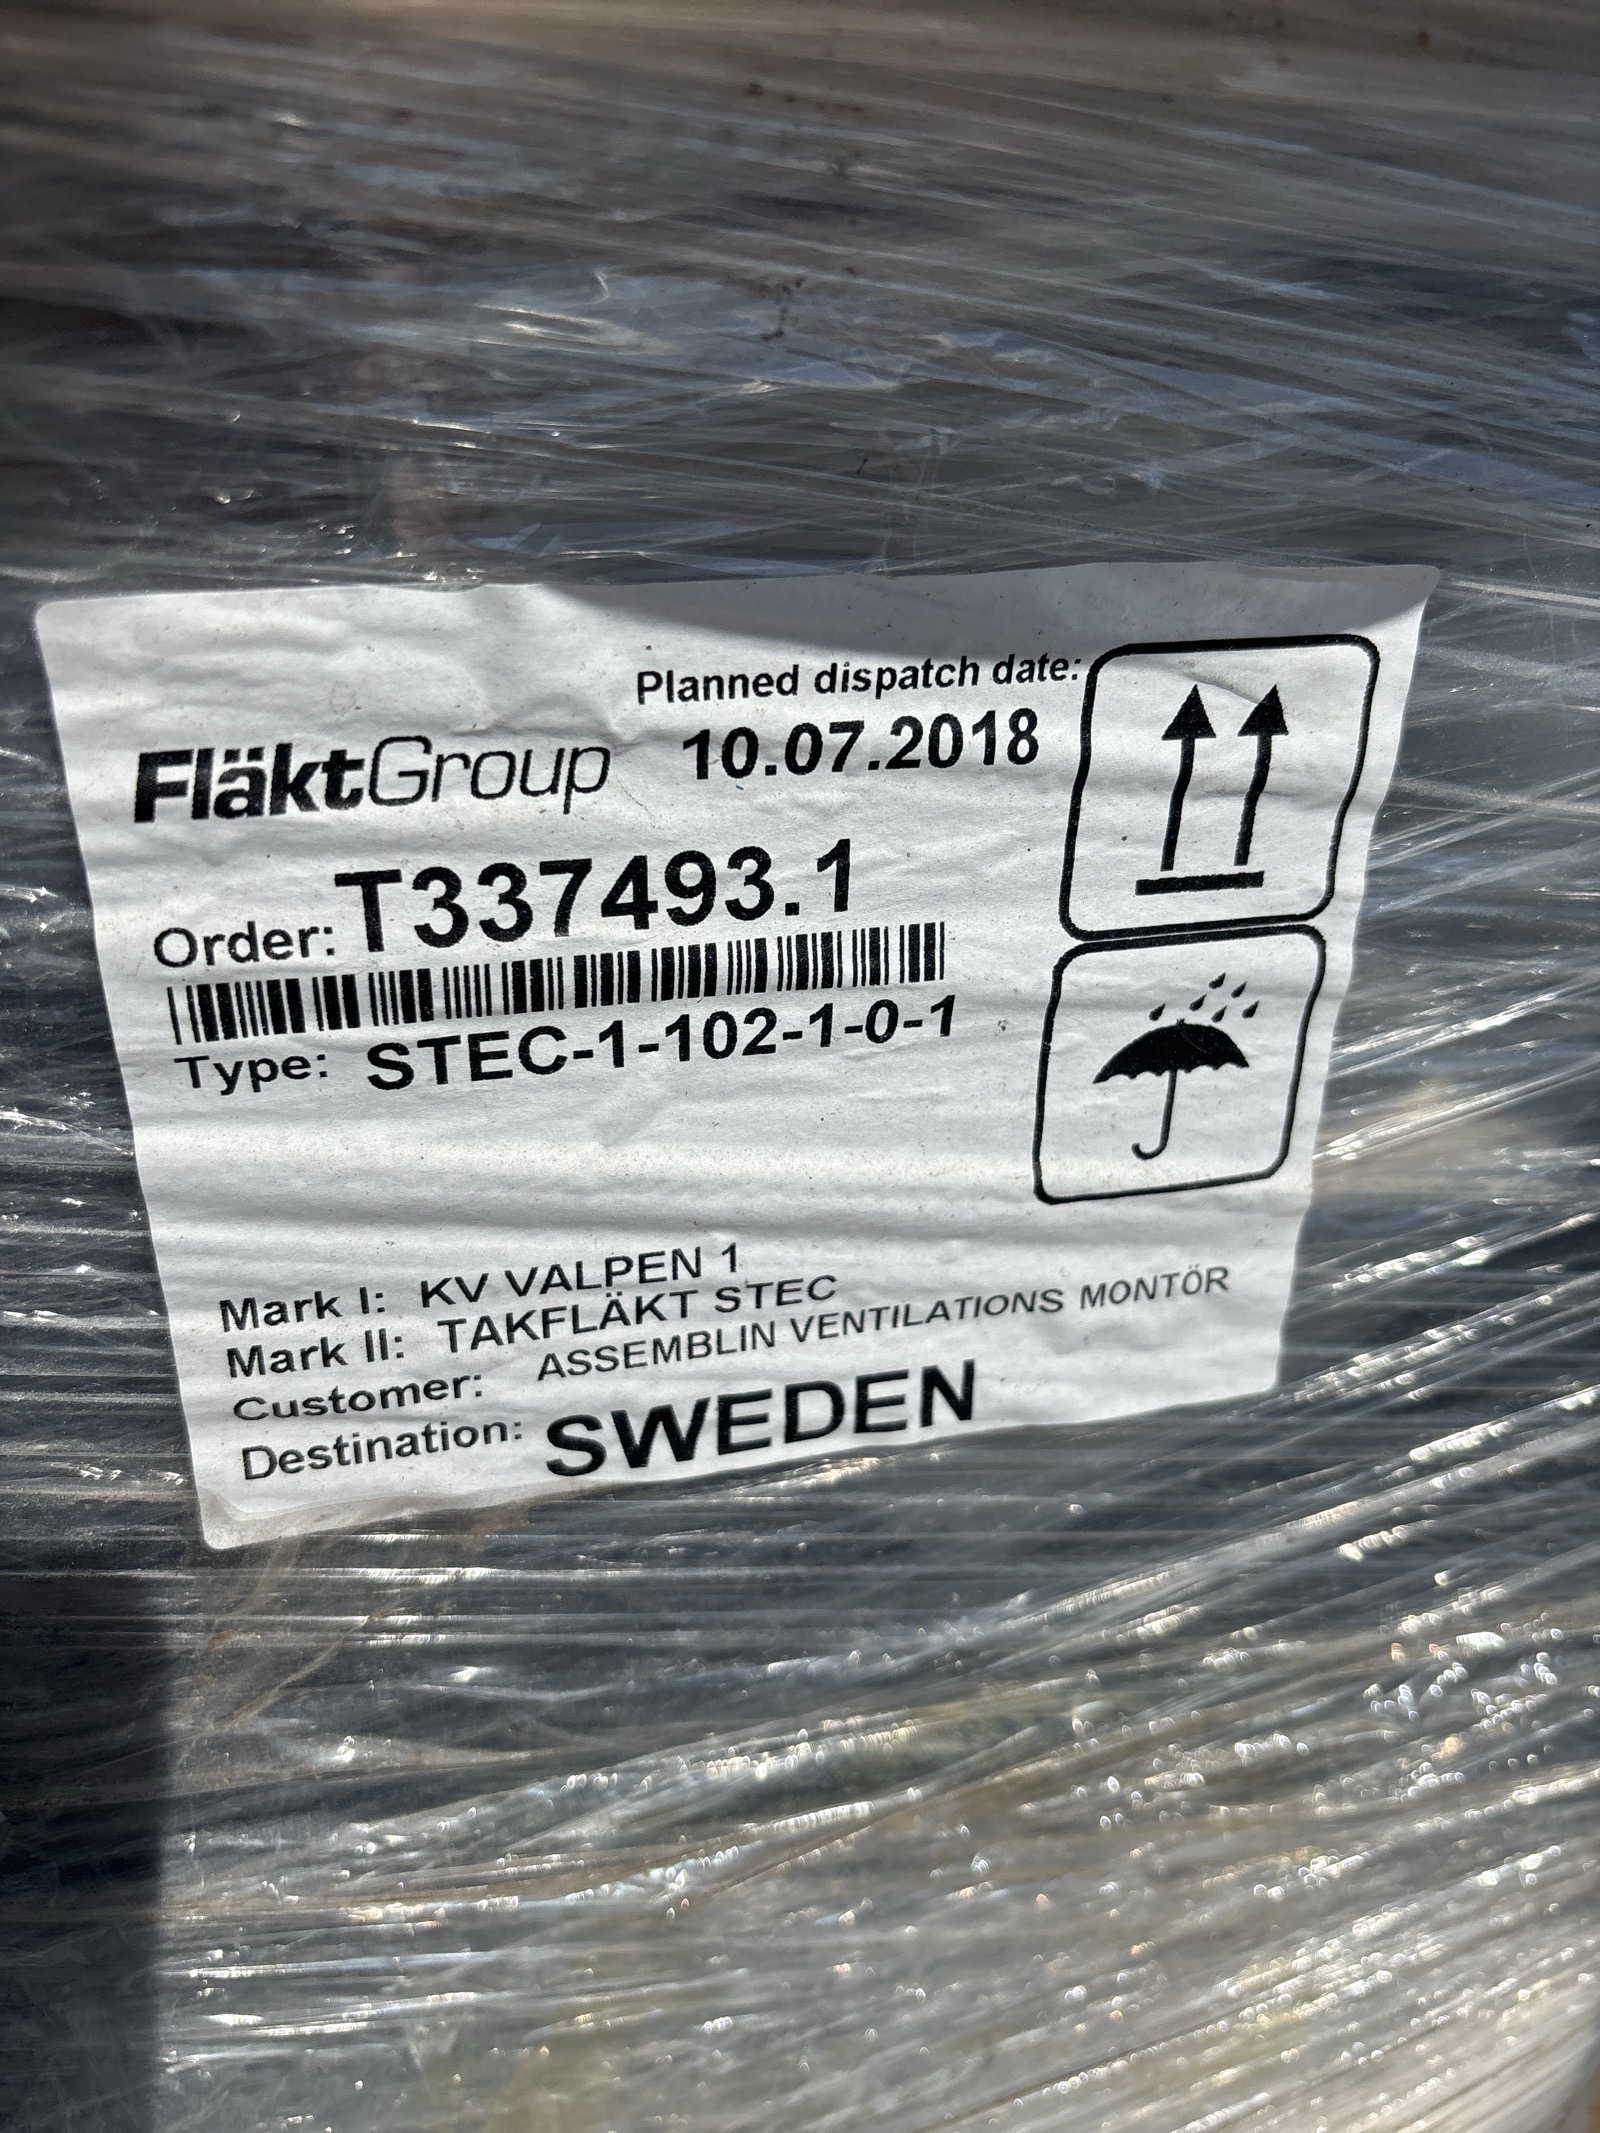 Planned dispatch date:
FläktGroup 10.07.2018
Order: T337493.1
Type: STEC-1-102-1-0-1
Mark I: KV VALPEN 1
Mark II: TAKFLÄKT STEC
Customer: ASSEMBLIN VENTILATIONS MONTÖR
Destination: SWEDEN